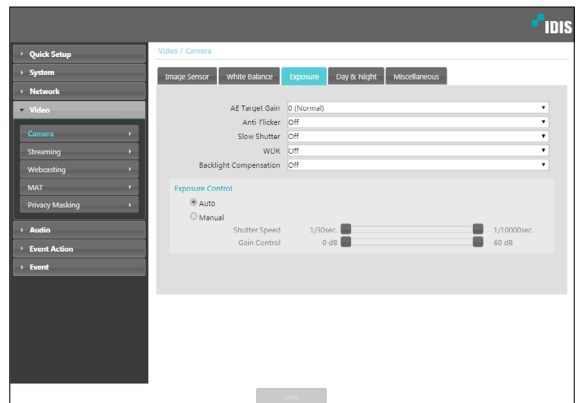 IDIS
Quick Setup
System
Network
Video
Camera
Streaming
Webcasting
MAT
Privacy Masking
Audio
Event Action
Event
Video / Camera
Image Sensor White Balance Exposure Day & Night Miscellaneous
AE Target Gain 0 (Normal)
Anti Flicker Off
Slow Shutter Off
WDR Off
Backlight Compensation Off
Exposure Control
Auto
Manual
Shutter Speed 1/30sec. 1/10000sec.
Gain Control 0 dB 60 dB
Save